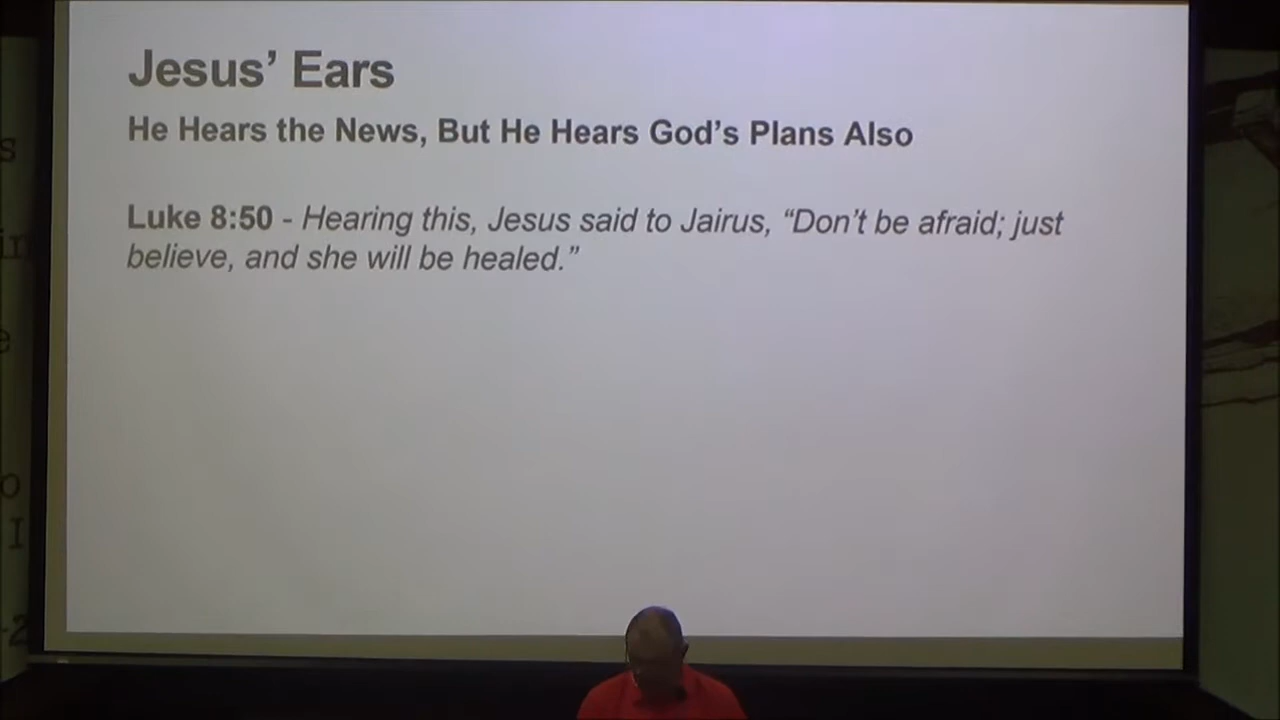 Jesus’ Ears
He Hears the News, But He Hears God’s Plans Also
Luke 8:50 - Hearing this, Jesus said to Jairus, “Don’t be afraid; just
believe, and she will be healed.”